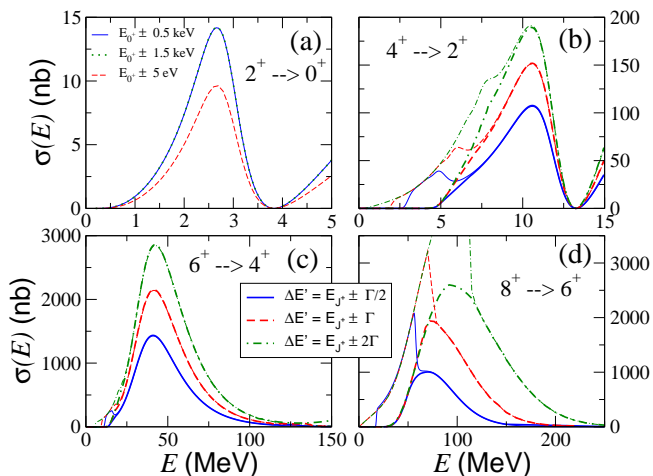 15
10
5
0
σ(E) (nb)
E0+ ± 0.5 keV
E0+ ± 1.5 keV
E0+ ± 5 eV
(a)
2+ --> 0+
0 1 2 3 4 5
4+ --> 2+
(b)
200
150
100
50
0
0 5 10 15
3000
2000
1000
0
σ(E) (nb)
6+ --> 4+
(c)
0 50 100 150
E (MeV)
ΔE' = EJ+ ± Γ/2
ΔE' = EJ+ ± Γ
ΔE' = EJ+ ± 2Γ
(d)
8+ --> 6+
3000
2000
1000
0
0 100 200
E (MeV)